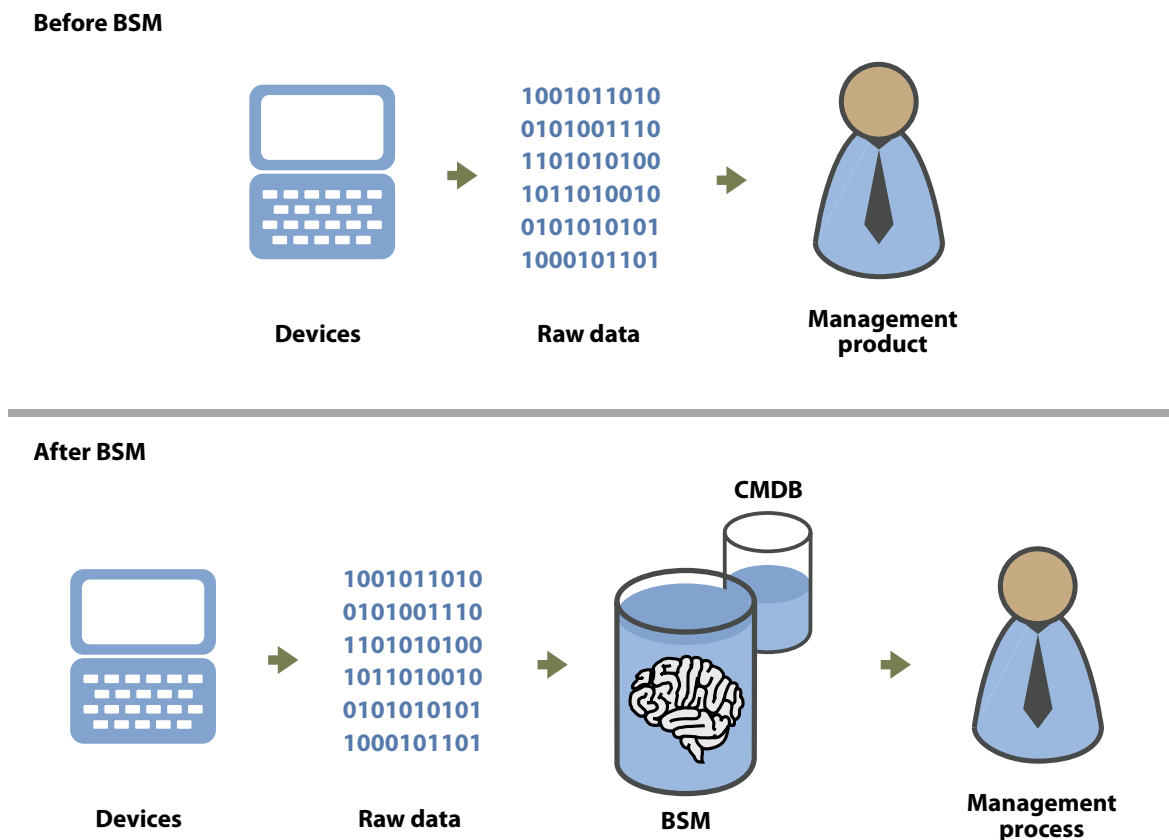 Before BSM
1001011010
0101001110
1101010100
1011010010
0101010101
1000101101
Devices
Raw data
Management
product
After BSM
CMDB
1001011010
0101001110
1101010100
1011010010
0101010101
1000101101
Devices
Raw data
BSM
Management
process